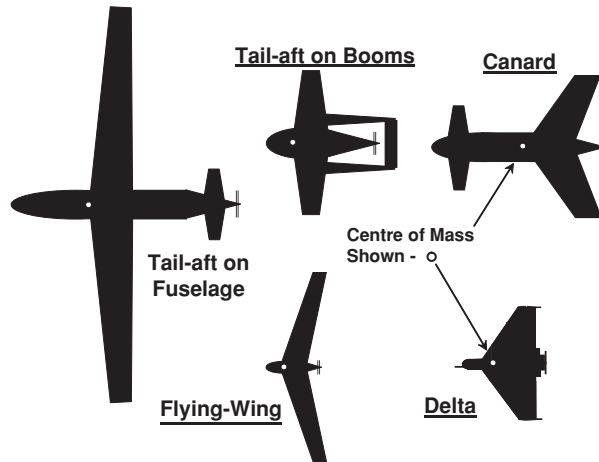 Tail-aft on Booms
Canard
Centre of Mass
Shown - o
Tail-aft on
Fuselage
Flying-Wing
Delta